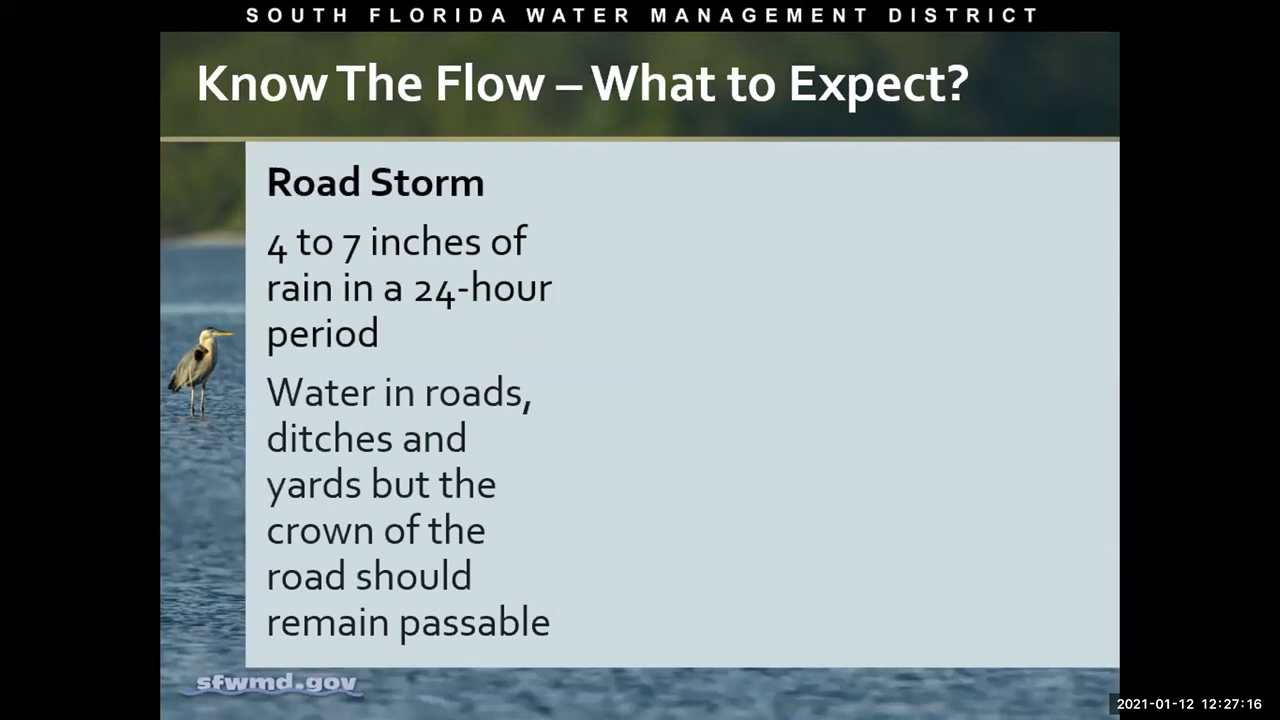 SOUTH FLORIDA WATER MANAGEMENT DISTRICT
Know The Flow – What to Expect?
Road Storm
4 to 7 inches of
rain in a 24-hour
period
Water in roads,
ditches and
yards but the
crown of the
road should
remain passable
sfwmd.gov
2021-01-12 12:27:16